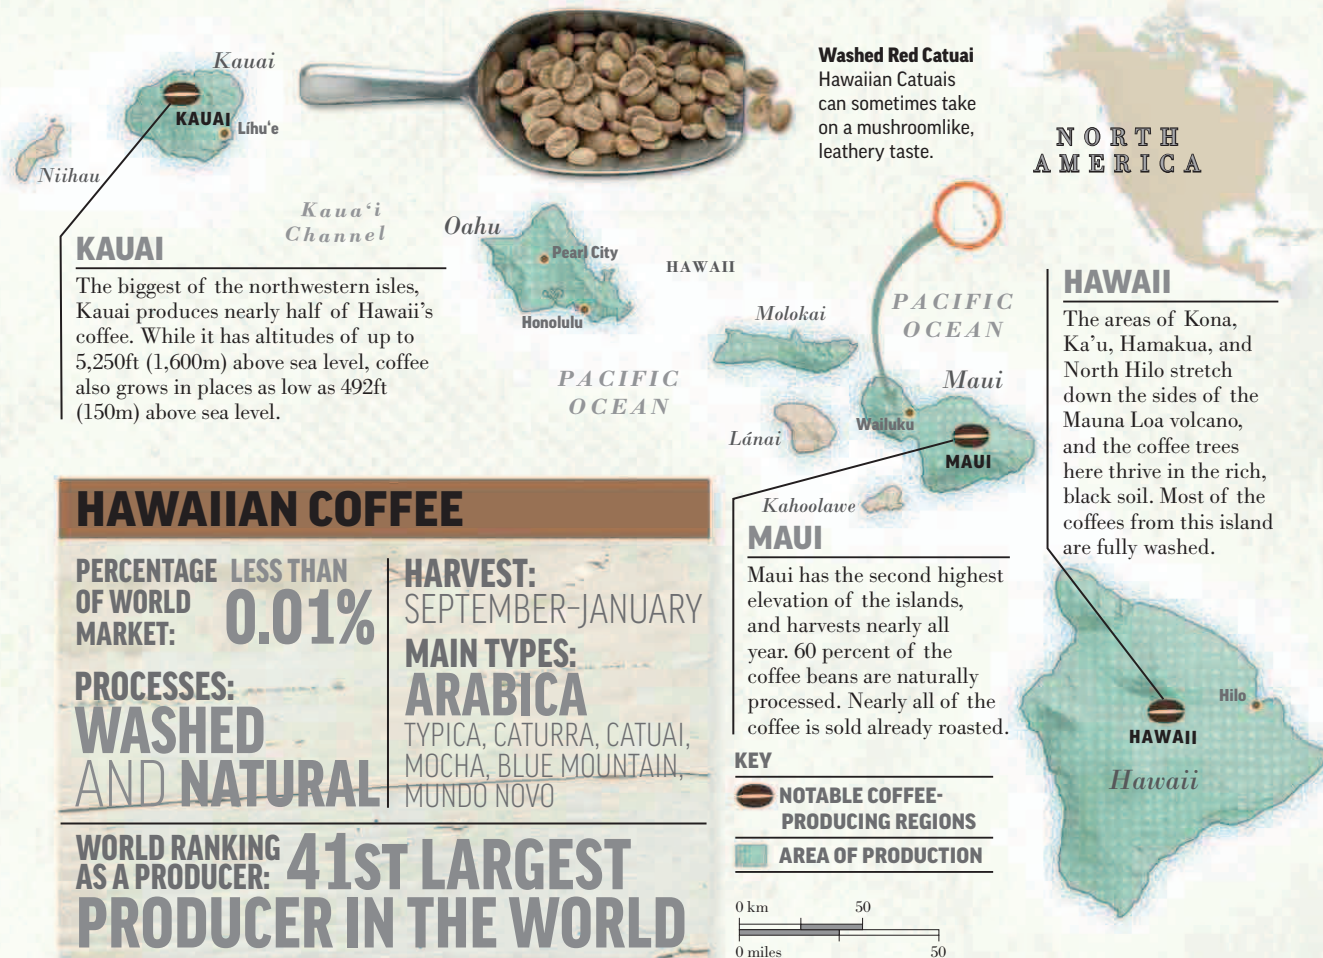 Washed Red Catuai
Hawaiian Catuais
can sometimes take
on a mushroomlike,
leathery taste.
NORTH
AMERICA
Kauai
KAUAI
Líhu‘e
Niihau
Kaua‘i
Channel
Oahu
Pearl City
Honolulu
HAWAII
PACIFIC
OCEAN
Molokai
PACIFIC
OCEAN
Maui
Wailuku
MAUI
Lánai
Kahoolawe
KAUAI
The biggest of the northwestern isles,
Kauai produces nearly half of Hawaii’s
coffee. While it has altitudes of up to
5,250ft (1,600m) above sea level, coffee
also grows in places as low as 492ft
(150m) above sea level.
HAWAII
The areas of Kona,
Ka’u, Hamakua, and
North Hilo stretch
down the sides of the
Mauna Loa volcano,
and the coffee trees
here thrive in the rich,
black soil. Most of the
coffees from this island
are fully washed.
Hilo
HAWAII
Hawaii
MAUI
Maui has the second highest
elevation of the islands,
and harvests nearly all
year. 60 percent of the
coffee beans are naturally
processed. Nearly all of the
coffee is sold already roasted.
HAWAIIAN COFFEE
PERCENTAGE
OF WORLD
MARKET:
LESS THAN
0.01%
PROCESSES:
WASHED
AND NATURAL
HARVEST:
SEPTEMBER–JANUARY
MAIN TYPES:
ARABICA
TYPICA, CATURRA, CATUAI,
MOCHA, BLUE MOUNTAIN,
MUNDO NOVO
WORLD RANKING
AS A PRODUCER:
41ST LARGEST
PRODUCER IN THE WORLD
KEY
NOTABLE COFFEE-
PRODUCING REGIONS
AREA OF PRODUCTION
0 km 50
0 miles 50